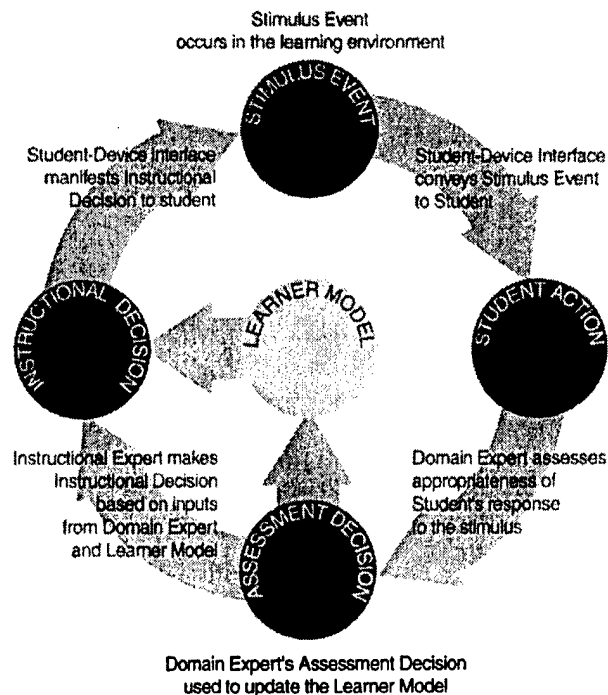 Stimulus Event
occurs in the learning environment
STIMULUS EVENT
Student-Device Interface
manifests Instructional
Decision to student
Student-Device Interface
conveys Stimulus Event
to Student
INSTRUCTIONAL DECISION
LEARNER MODEL
STUDENT ACTION
Instructional Expert makes
Instructional Decision
based on inputs
from Domain Expert
and Learner Model
Domain Expert assesses
appropriateness of
Student's response
to the stimulus
ASSESSMENT DECISION
Domain Expert's Assessment Decision
used to update the Learner Model